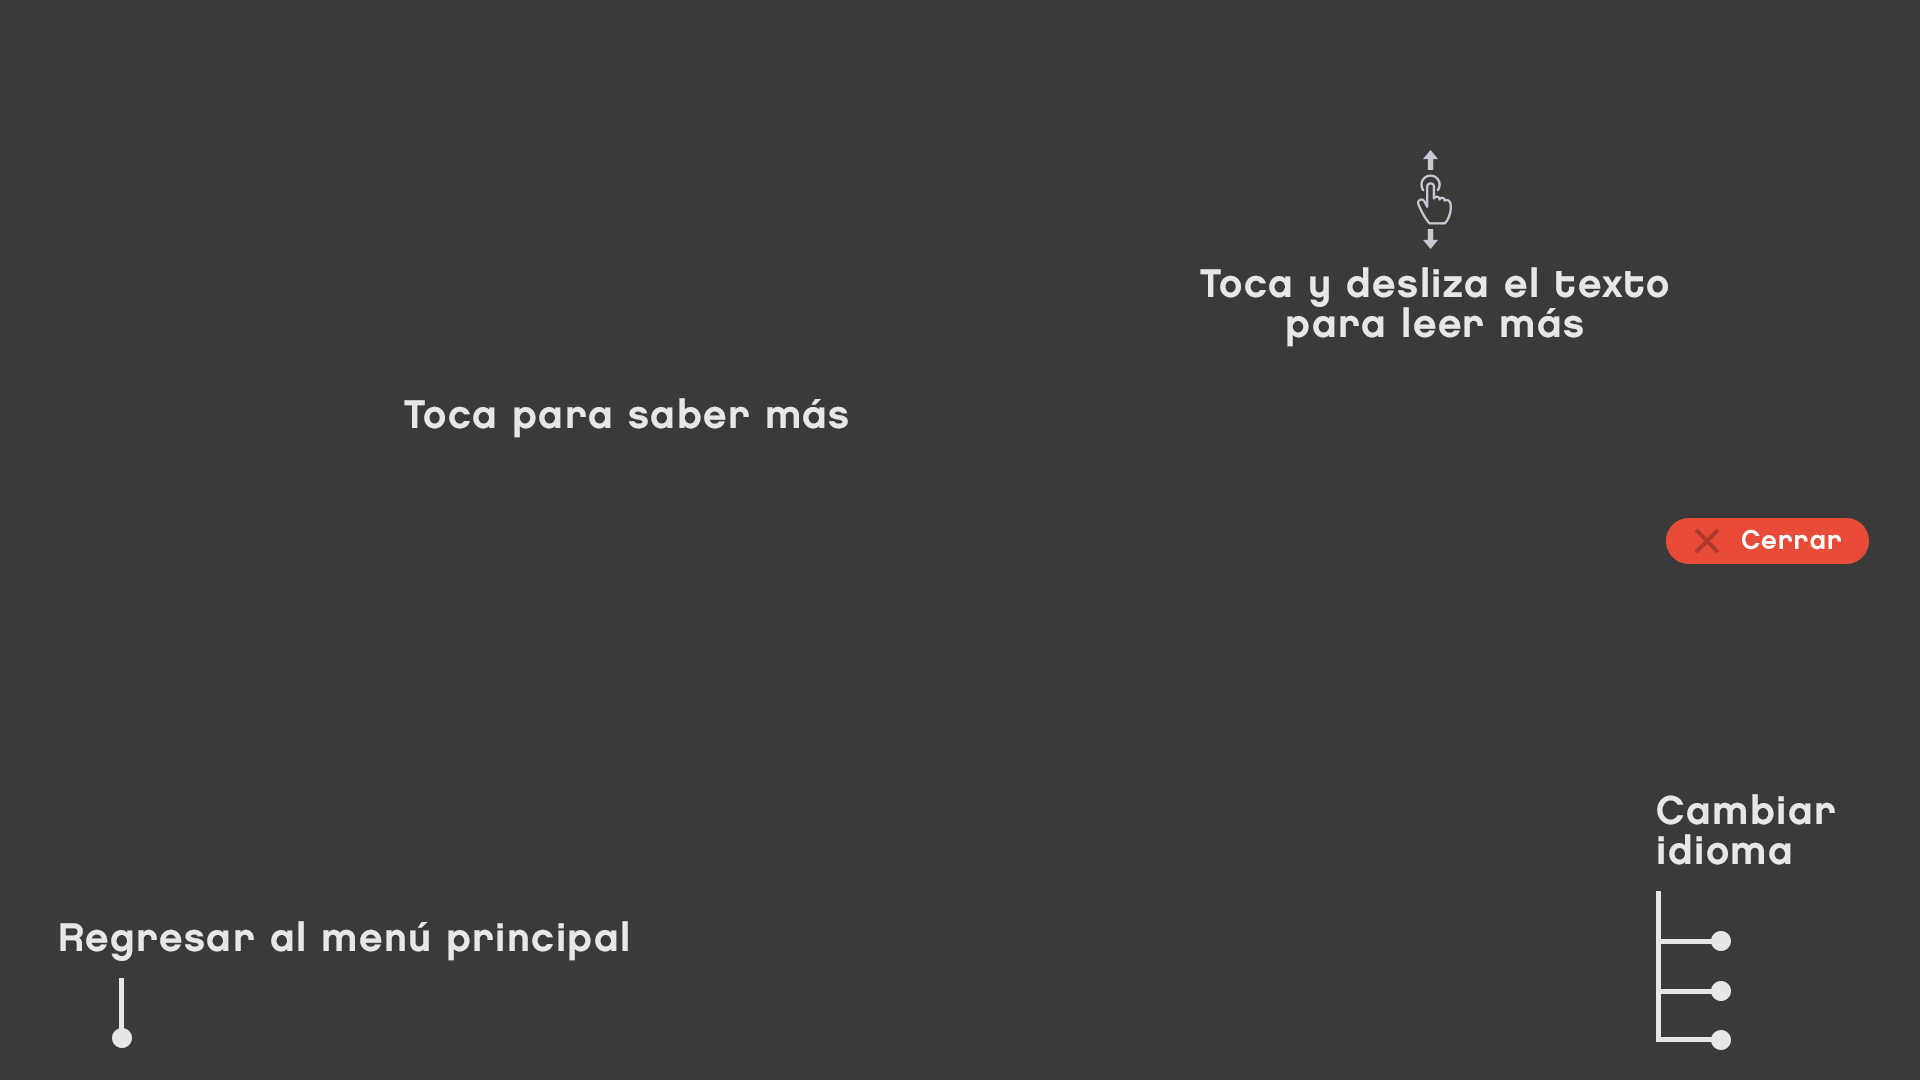 Toca y desliza el texto
para leer más
Toca para saber más
Cerrar
Cambiar
idioma
Regresar al menú principal